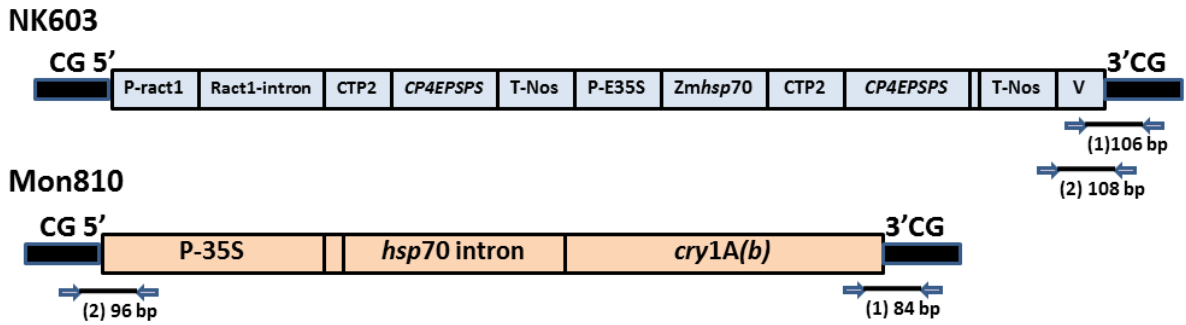 NK603
CG 5’ 3’CG
P-ract1 Ract1-intron CTP2 CP4EPSPS T-Nos P-E35S Zmhsp70 CTP2 CP4EPSPS T-Nos V
(1)106 bp
(2) 108 bp
Mon810
CG 5’ 3’CG
P-35S hsp70 intron cry1A(b)
(2) 96 bp (1) 84 bp